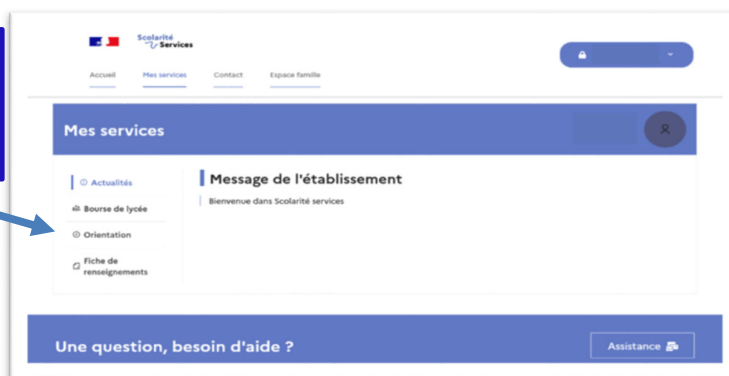 Scolarité
Services
Accueil Mes services Contact Espace famille
Mes services
Actualités
Bourse de lycée
Orientation
Fiche de
renseignements
Message de l'établissement
Bienvenue dans Scolarité services
Une question, besoin d'aide ?
Assistance